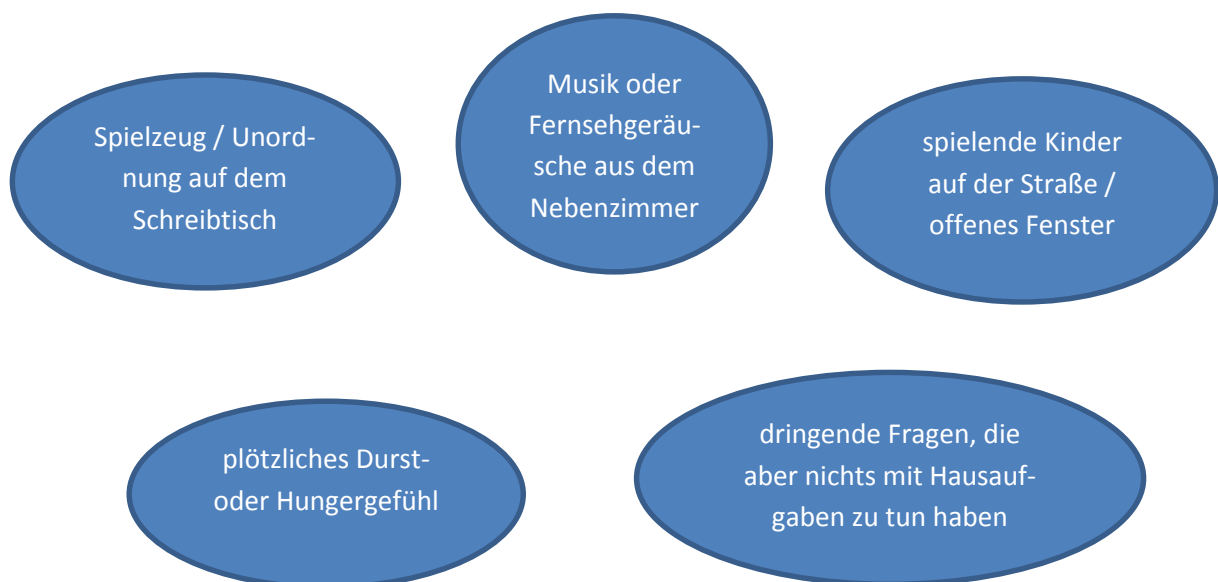 Spielzeug / Unord-
nung auf dem
Schreibtisch
Musik oder
Fernsehgeräu-
sche aus dem
Nebenzimmer
spielende Kinder
auf der Straße /
offenes Fenster
plötzliches Durst-
oder Hungergefühl
dringende Fragen, die
aber nichts mit Hausauf-
gaben zu tun haben